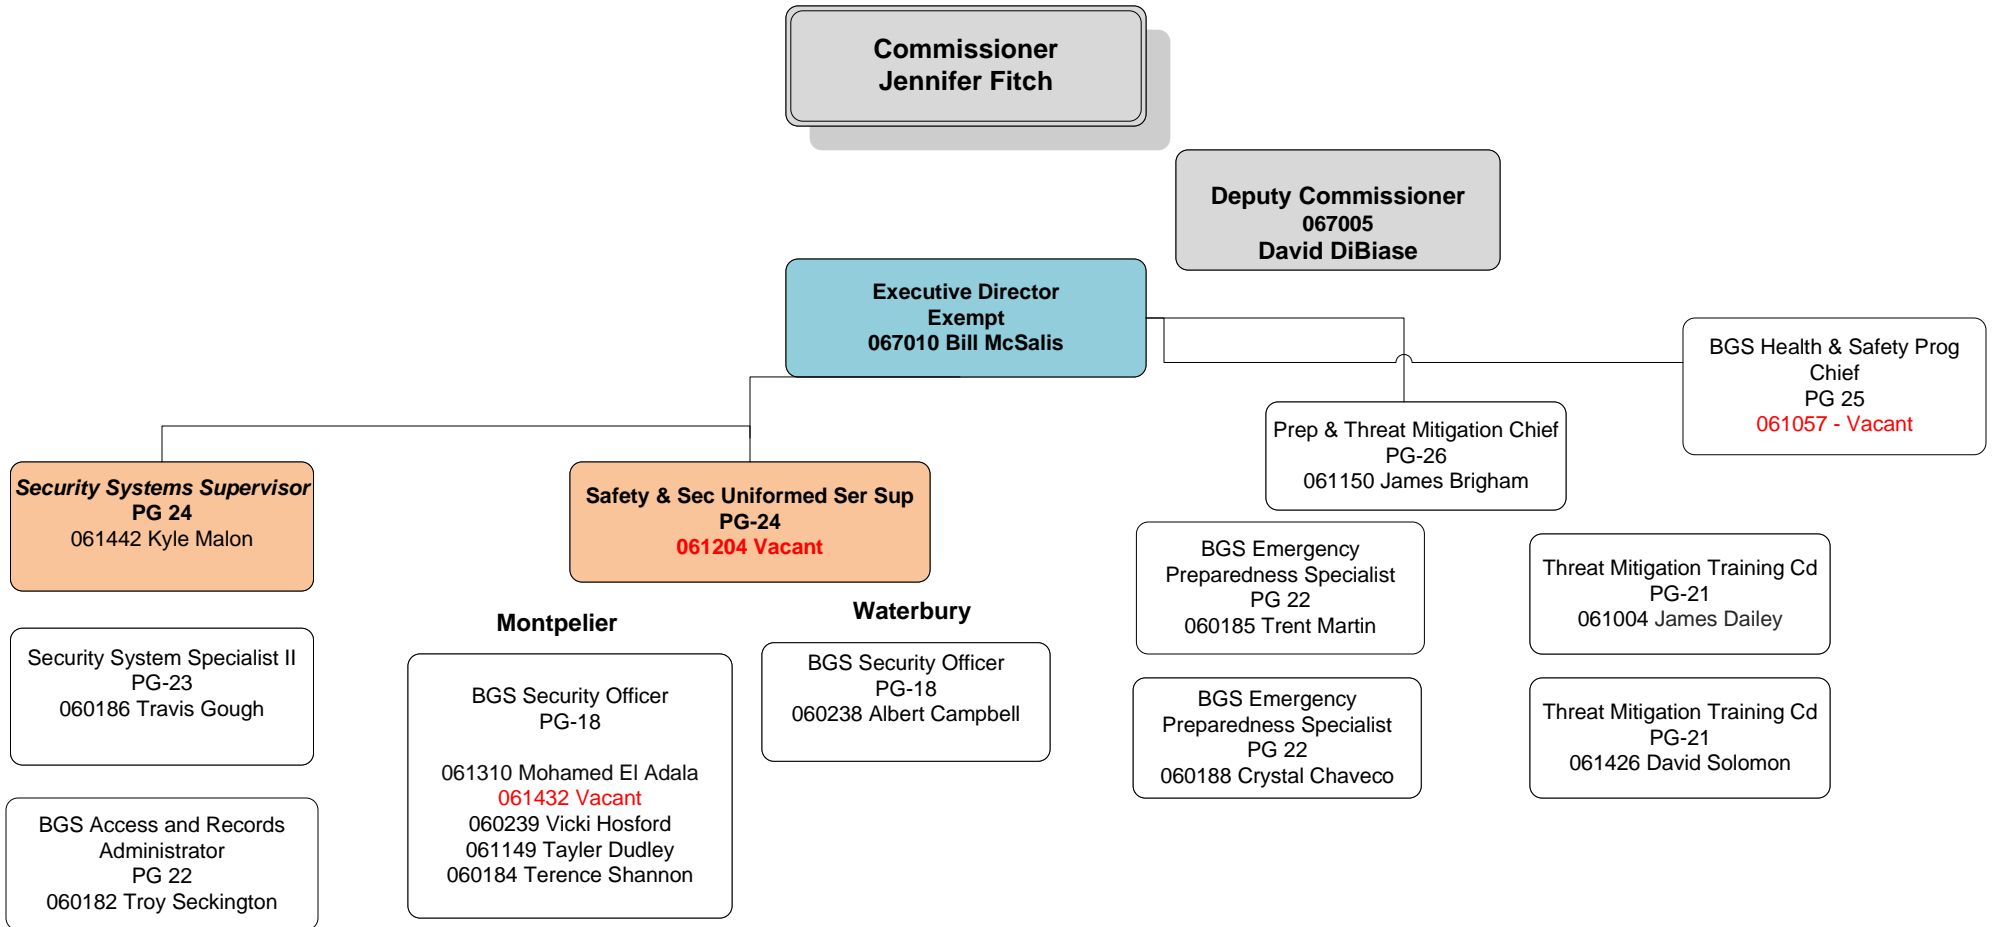 Commissioner
Jennifer Fitch
Deputy Commissioner
067005
David DiBiase
Executive Director
Exempt
067010 Bill McSalis
BGS Health & Safety Prog
Chief
PG 25
061057 - Vacant
Prep & Threat Mitigation Chief
PG-26
061150 James Brigham
Security Systems Supervisor
PG 24
061442 Kyle Malon
Safety & Sec Uniformed Ser Sup
PG-24
061204 Vacant
BGS Emergency
Preparedness Specialist
PG 22
060185 Trent Martin
Threat Mitigation Training Cd
PG-21
061004 James Dailey
Montpelier
Waterbury
Security System Specialist II
PG-23
060186 Travis Gough
BGS Security Officer
PG-18
061310 Mohamed El Adala
061432 Vacant
060239 Vicki Hosford
061149 Tayler Dudley
060184 Terence Shannon
BGS Security Officer
PG-18
060238 Albert Campbell
BGS Emergency
Preparedness Specialist
PG 22
060188 Crystal Chaveco
Threat Mitigation Training Cd
PG-21
061426 David Solomon
BGS Access and Records
Administrator
PG 22
060182 Troy Seckington